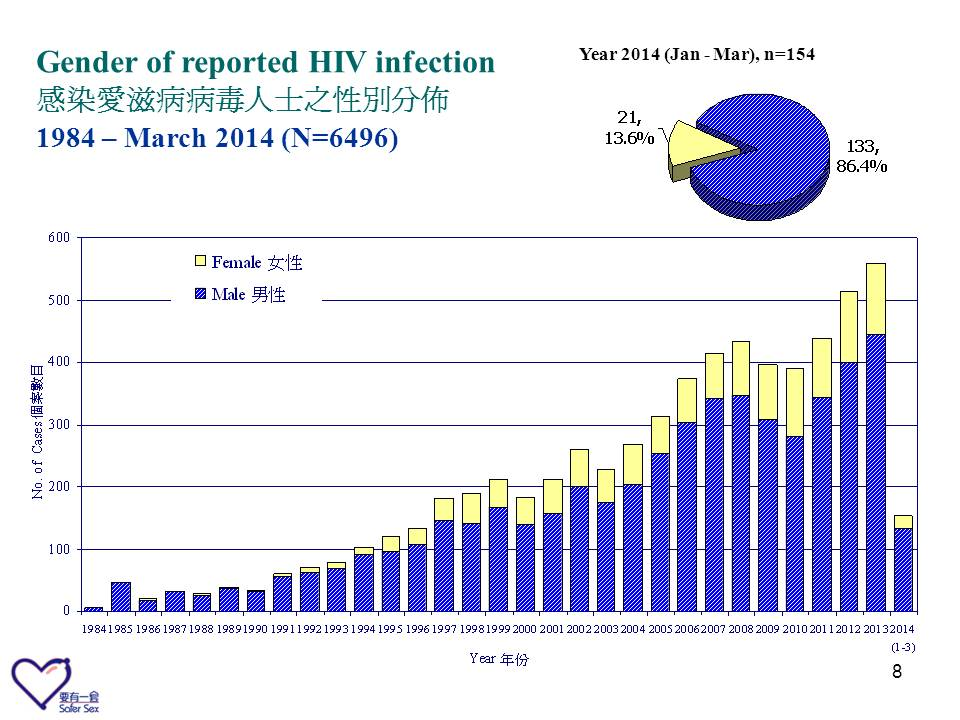 Gender of reported HIV infection
感染愛滋病病毒人士之性別分佈
1984 – March 2014 (N=6496)
Year 2014 (Jan - Mar), n=154
21,
13.6%
133,
86.4%
Female 女性
Male 男性
No. of Cases 個案數目
600
500
400
300
200
100
0
1984 1985 1986 1987 1988 1989 1990 1991 1992 1993 1994 1995 1996 1997 1998 1999 2000 2001 2002 2003 2004 2005 2006 2007 2008 2009 2010 2011 2012 2013 2014
(1-3)
Year 年份
要有一套
Safer Sex
8